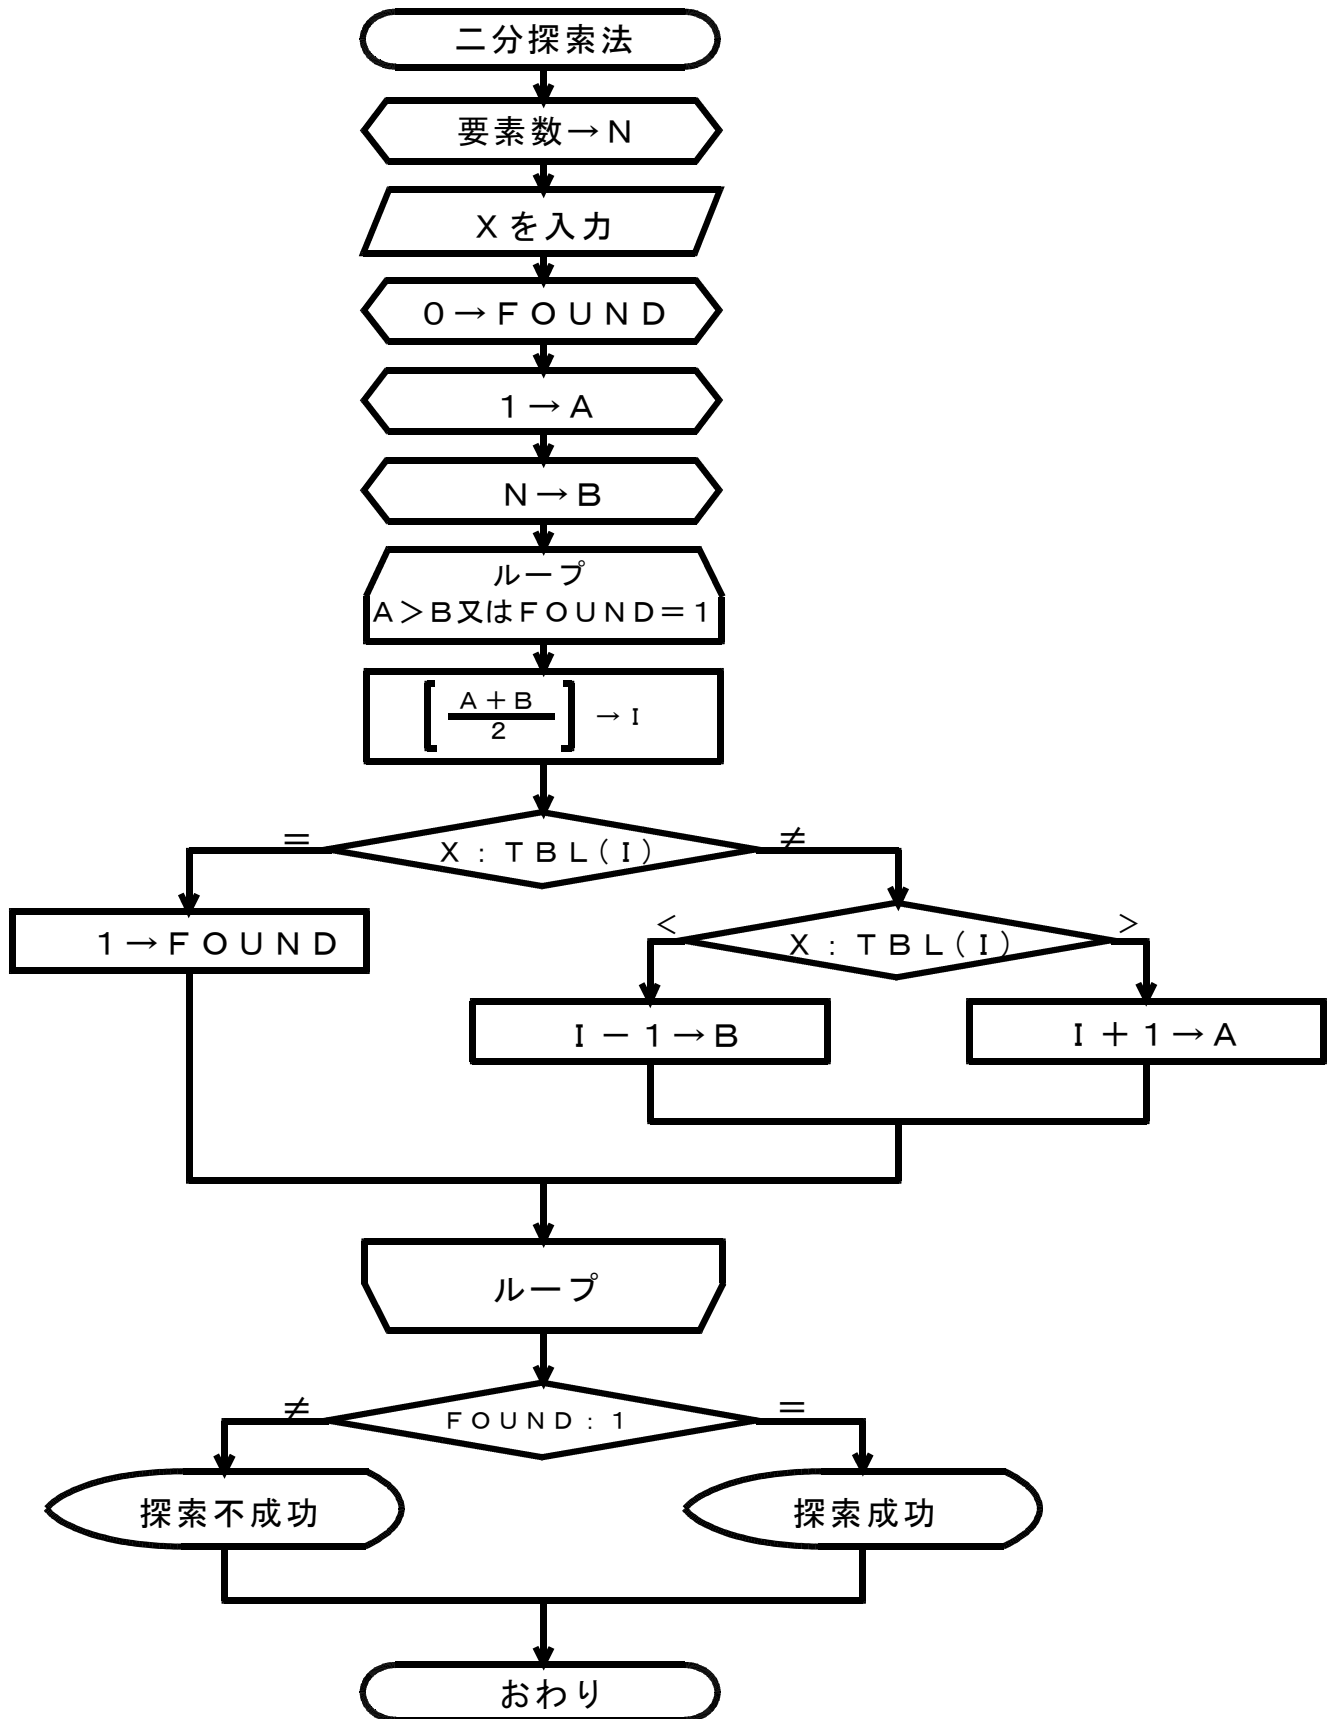 二分探索法
要素数→N
Xを入力
0→FOUND
1→A
N→B
ループ
A>B又はFOUND=1
[A+B/2]→I
= X:TBL(I) ≠
1→FOUND
< X:TBL(I) >
I-1→B
I+1→A
ループ
≠ FOUND:1 =
探索不成功
探索成功
おわり